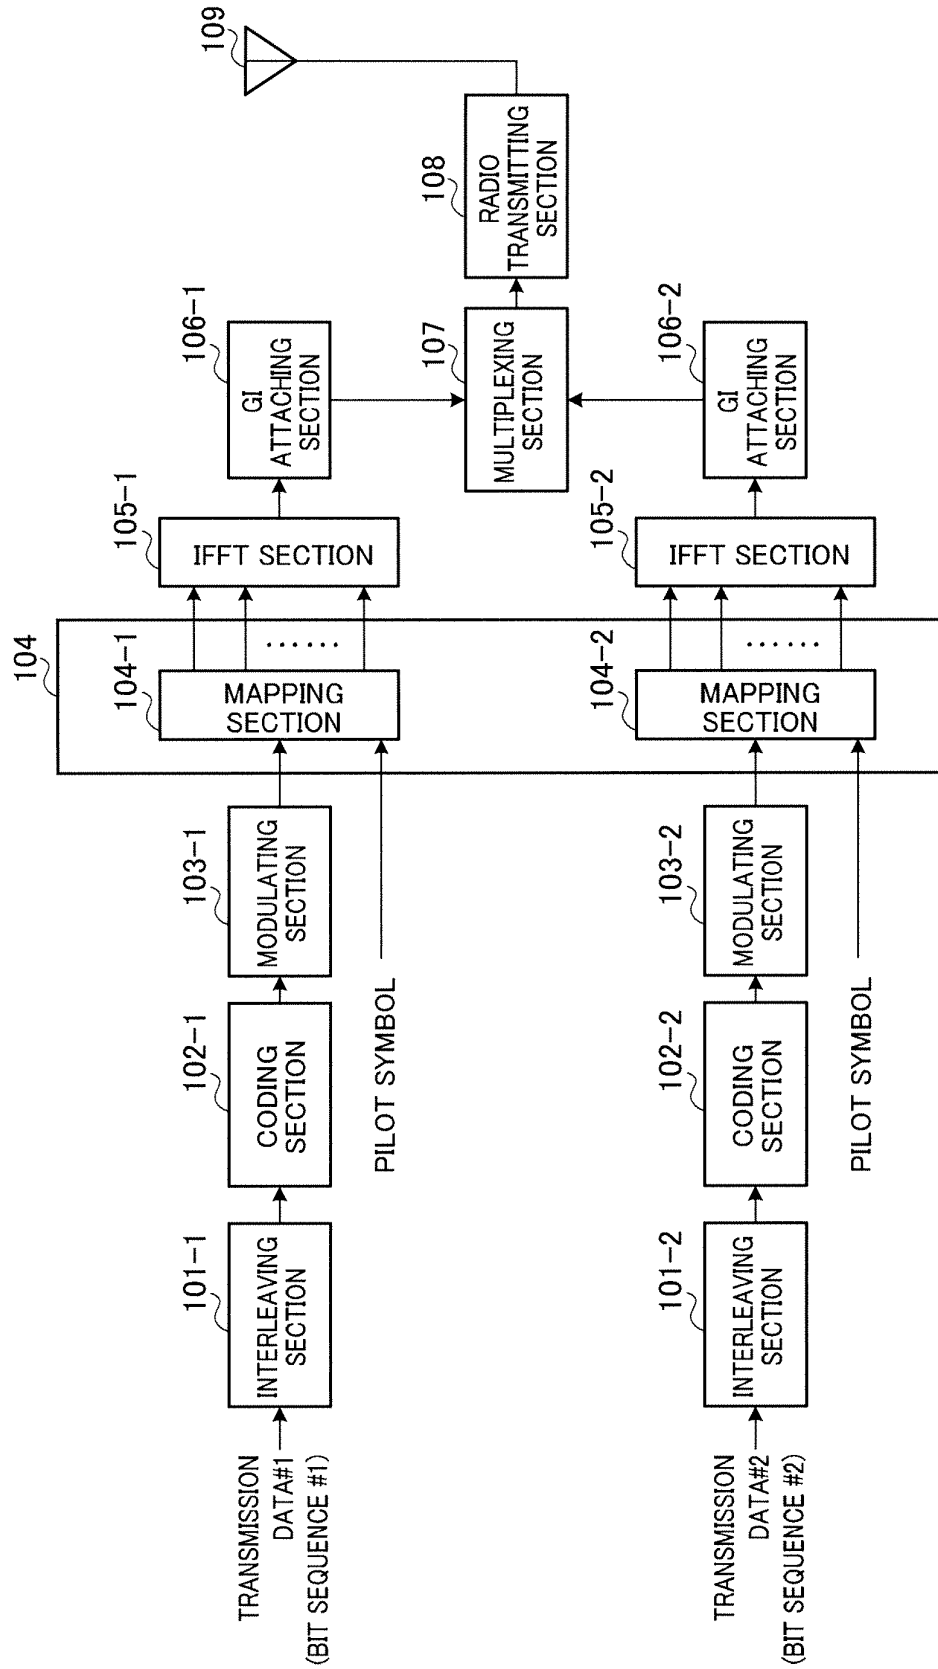 TRANSMISSION
DATA#1
(BIT SEQUENCE #1)
101-1
INTERLEAVING
SECTION
102-1
CODING
SECTION
103-1
MODULATING
SECTION
PILOT SYMBOL
104
104-1
MAPPING
SECTION
......
105-1
IFFT SECTION
106-1
GI
ATTACHING
SECTION
107
MULTIPLEXING
SECTION
108
RADIO
TRANSMITTING
SECTION
109
TRANSMISSION
DATA#2
(BIT SEQUENCE #2)
101-2
INTERLEAVING
SECTION
102-2
CODING
SECTION
103-2
MODULATING
SECTION
PILOT SYMBOL
104-2
MAPPING
SECTION
......
105-2
IFFT SECTION
106-2
GI
ATTACHING
SECTION